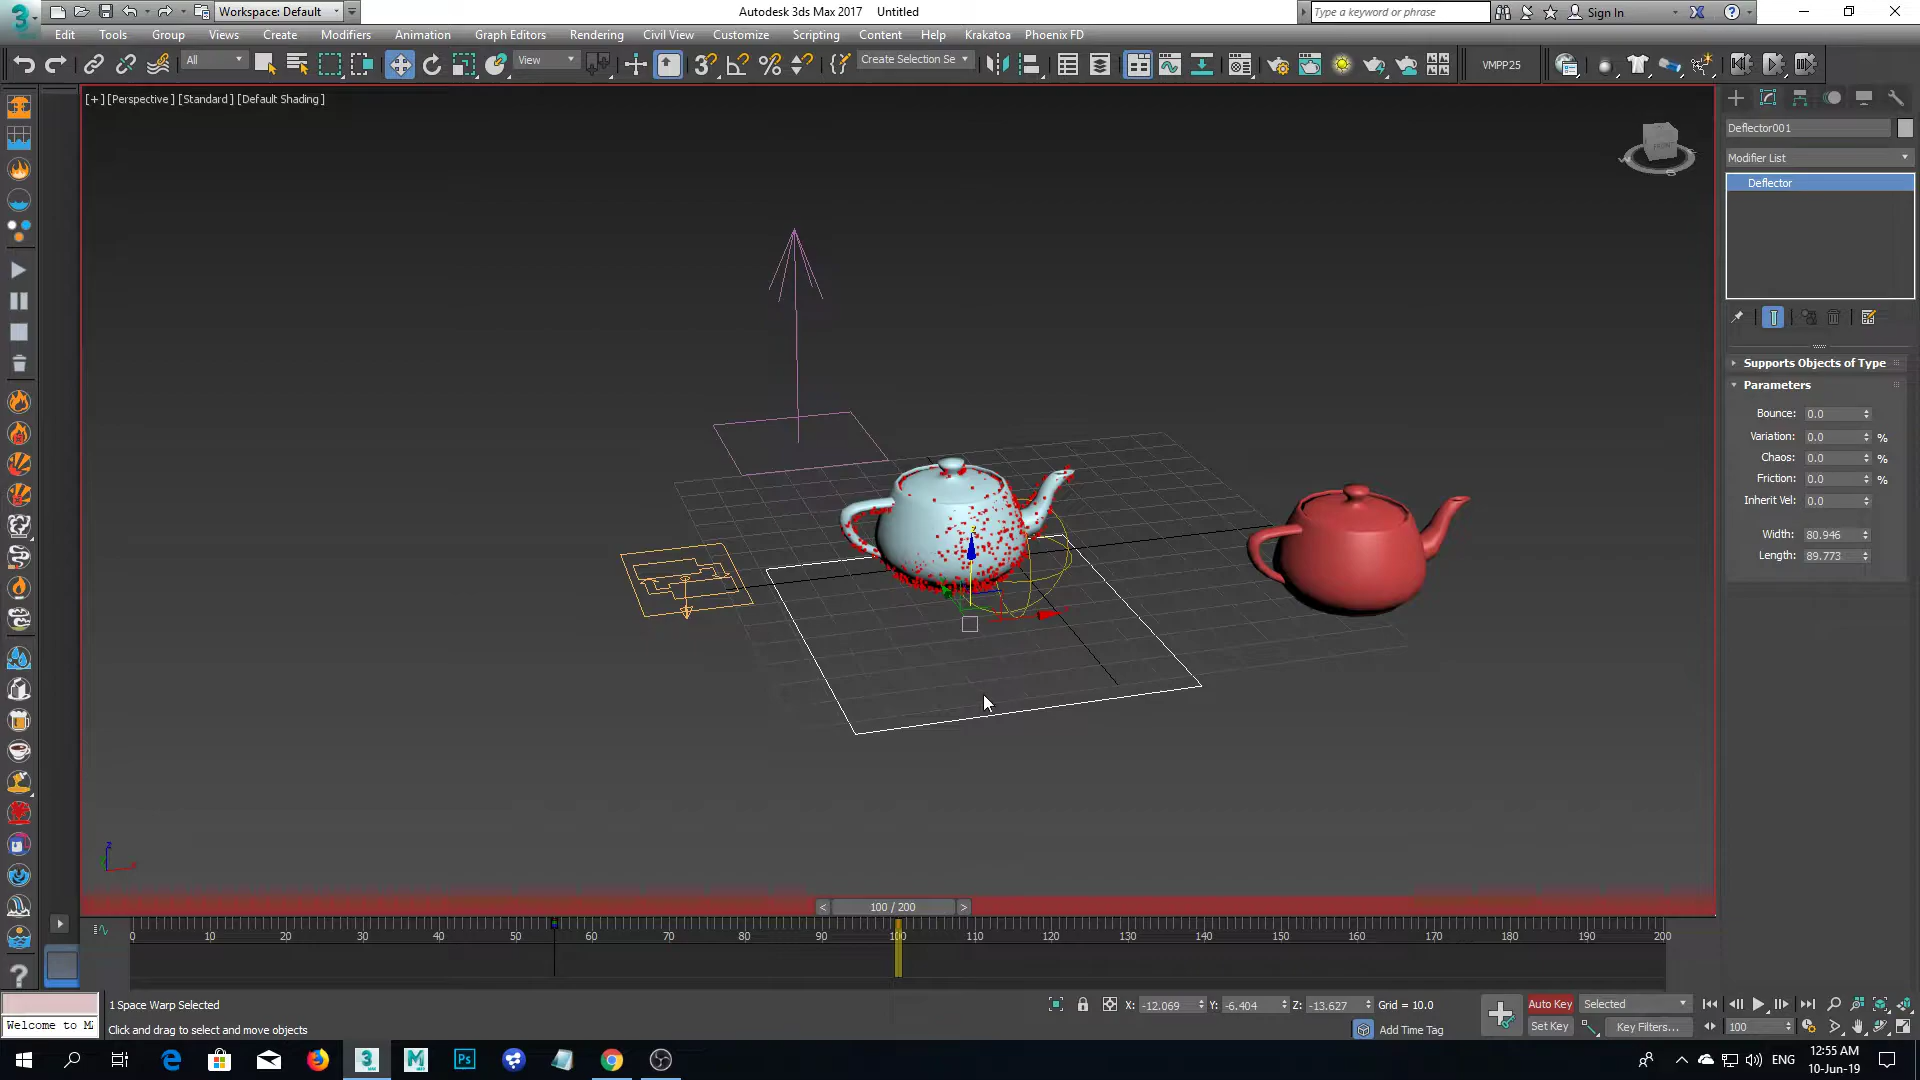 Workspace: Default
Autodesk 3ds Max 2017 Untitled
Type a keyword or phrase
Sign In
Edit Tools Group Views Create Modifiers Animation Graph Editors Rendering Civil View Customize Scripting Content Help Krakatoa Phoenix FD
All
View
3
Create Selection Se
VMPP25
[+] [Perspective] [Standard] [Default Shading]
FRONT
Deflector001
Modifier List
Deflector
Supports Objects of Type
Parameters
Bounce: 0.0
Variation: 0.0 %
Chaos: 0.0 %
Friction: 0.0 %
Inherit Vel: 0.0
Width: 80.946
Length: 89.773
z
< 100 / 200 >
0 10 20 30 40 50 60 70 80 90 100 110 120 130 140 150 160 170 180 190 200
1 Space Warp Selected
X: -12.069 Y: -6.404 Z: -13.627 Grid = 10.0
Auto Key Selected
Welcome to M
Click and drag to select and move objects
Add Time Tag
Set Key Key Filters...
100
12:55 AM
ENG
10-Jun-19